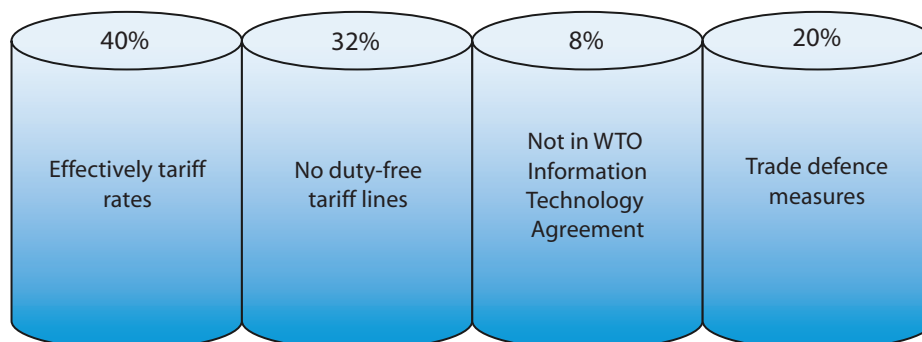 40%
32%
8%
20%
Effectively tariff
rates
No duty-free
tariff lines
Not in WTO
Information
Technology
Agreement
Trade defence
measures